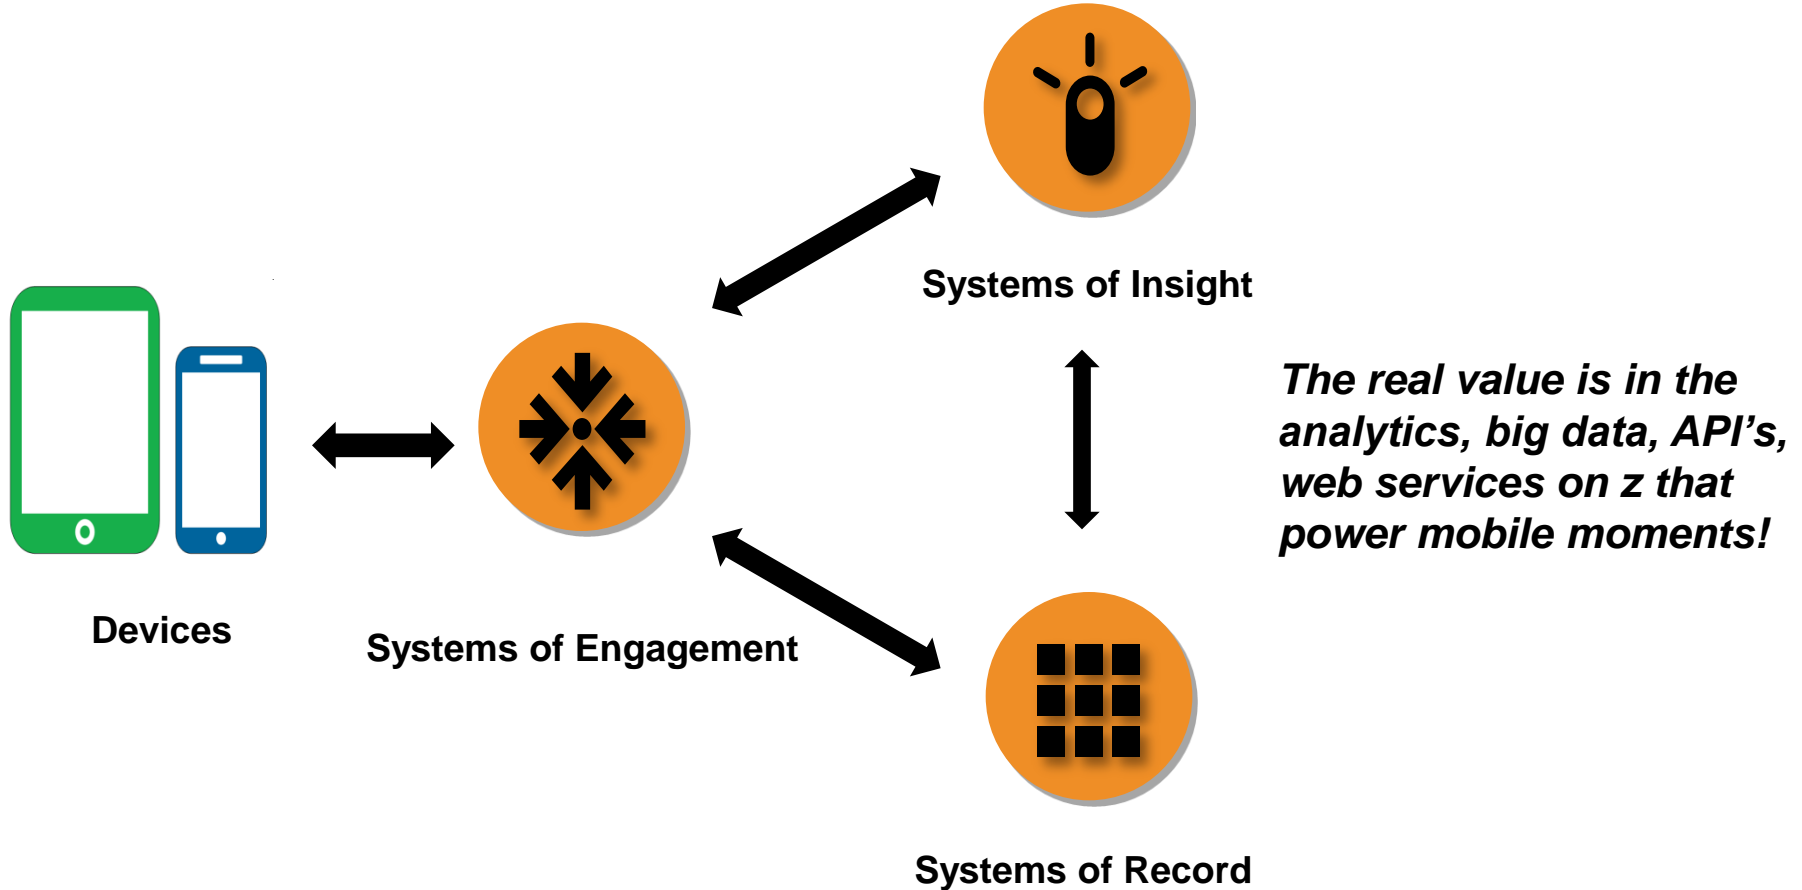 Systems of Insight
The real value is in the
analytics, big data, API's,
web services on z that
power mobile moments!
Devices
Systems of Engagement
Systems of Record